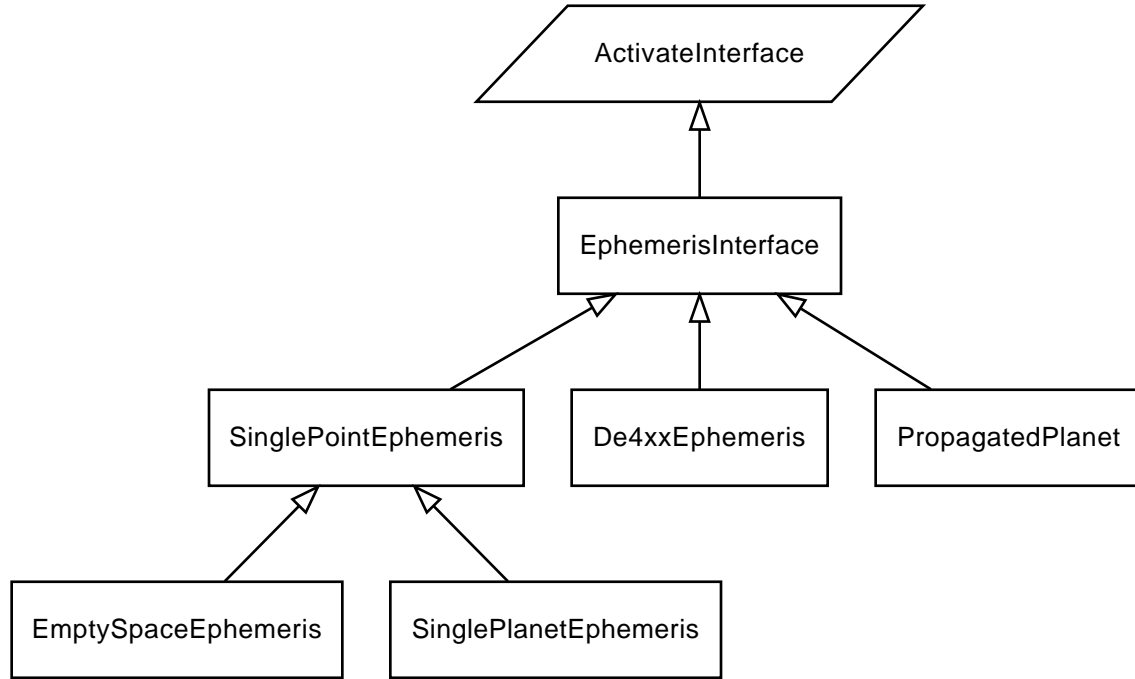 ActivateInterface
EphemerisInterface
SinglePointEphemeris
De4xxEphemeris
PropagatedPlanet
EmptySpaceEphemeris
SinglePlanetEphemeris